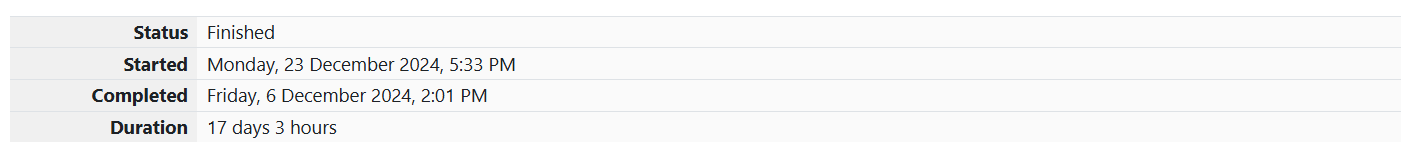 Status Finished
Started Monday, 23 December 2024, 5:33 PM
Completed Friday, 6 December 2024, 2:01 PM
Duration 17 days 3 hours